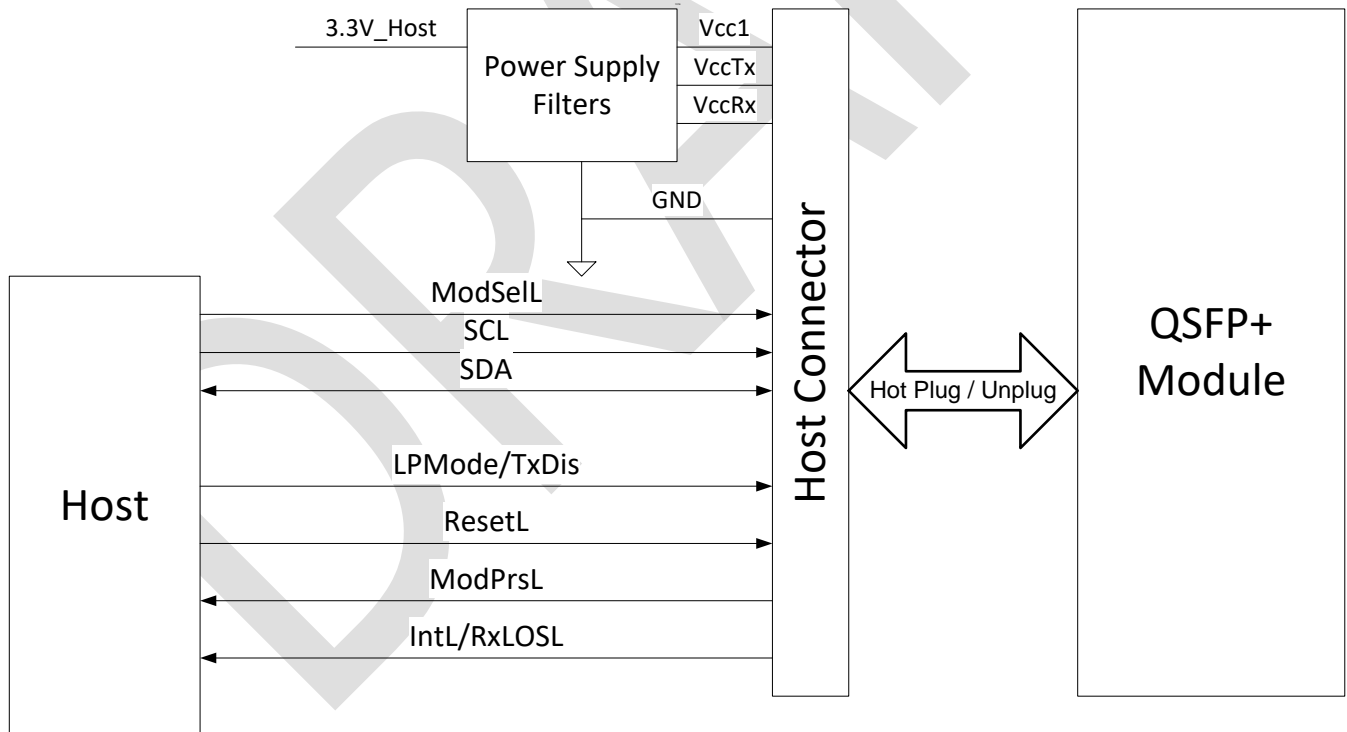 3.3V_Host
Power Supply
Filters
Vcc1
VccTx
VccRx
GND
Host
ModSelL
SCL
SDA
LPMode/TxDis
ResetL
ModPrsL
IntL/RxLOSL
Host Connector
Hot Plug / Unplug
QSFP+
Module
DRA